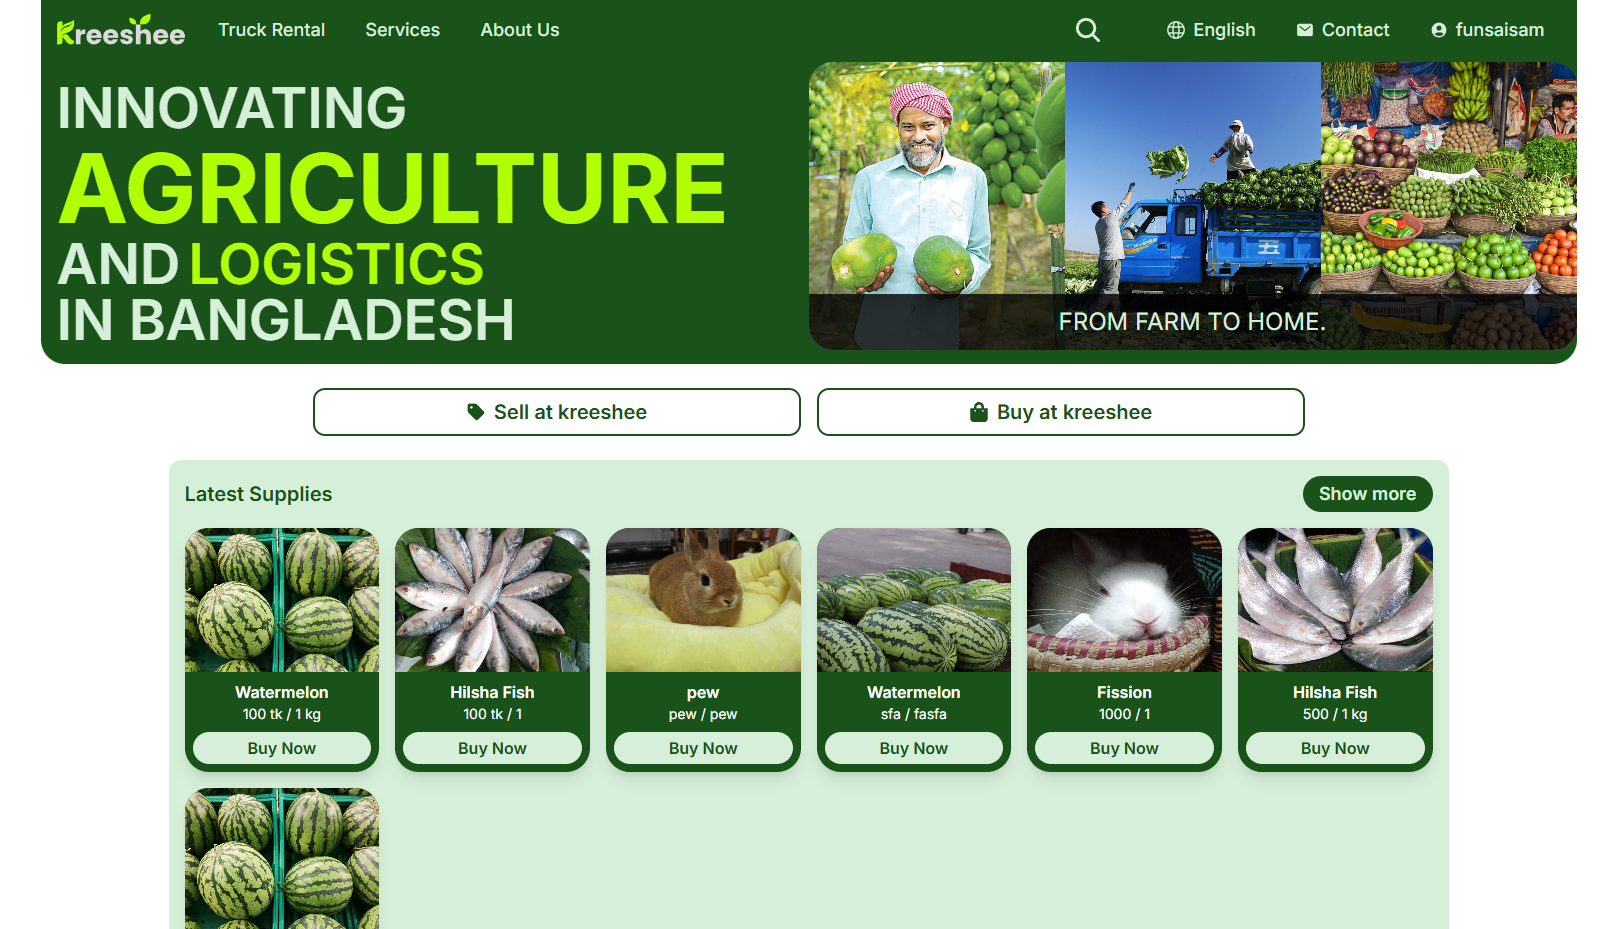 kreeshee
Truck Rental
Services
About Us
English
Contact
funsaisam
INNOVATING
AGRICULTURE
AND LOGISTICS
IN BANGLADESH
FROM FARM TO HOME.
Sell at kreeshee
Buy at kreeshee
Latest Supplies
Show more
Watermelon
100 tk / 1 kg
Buy Now
Hilsha Fish
100 tk / 1
Buy Now
pew
pew / pew
Buy Now
Watermelon
sfa / fasfa
Buy Now
Fission
1000 / 1
Buy Now
Hilsha Fish
500 / 1 kg
Buy Now